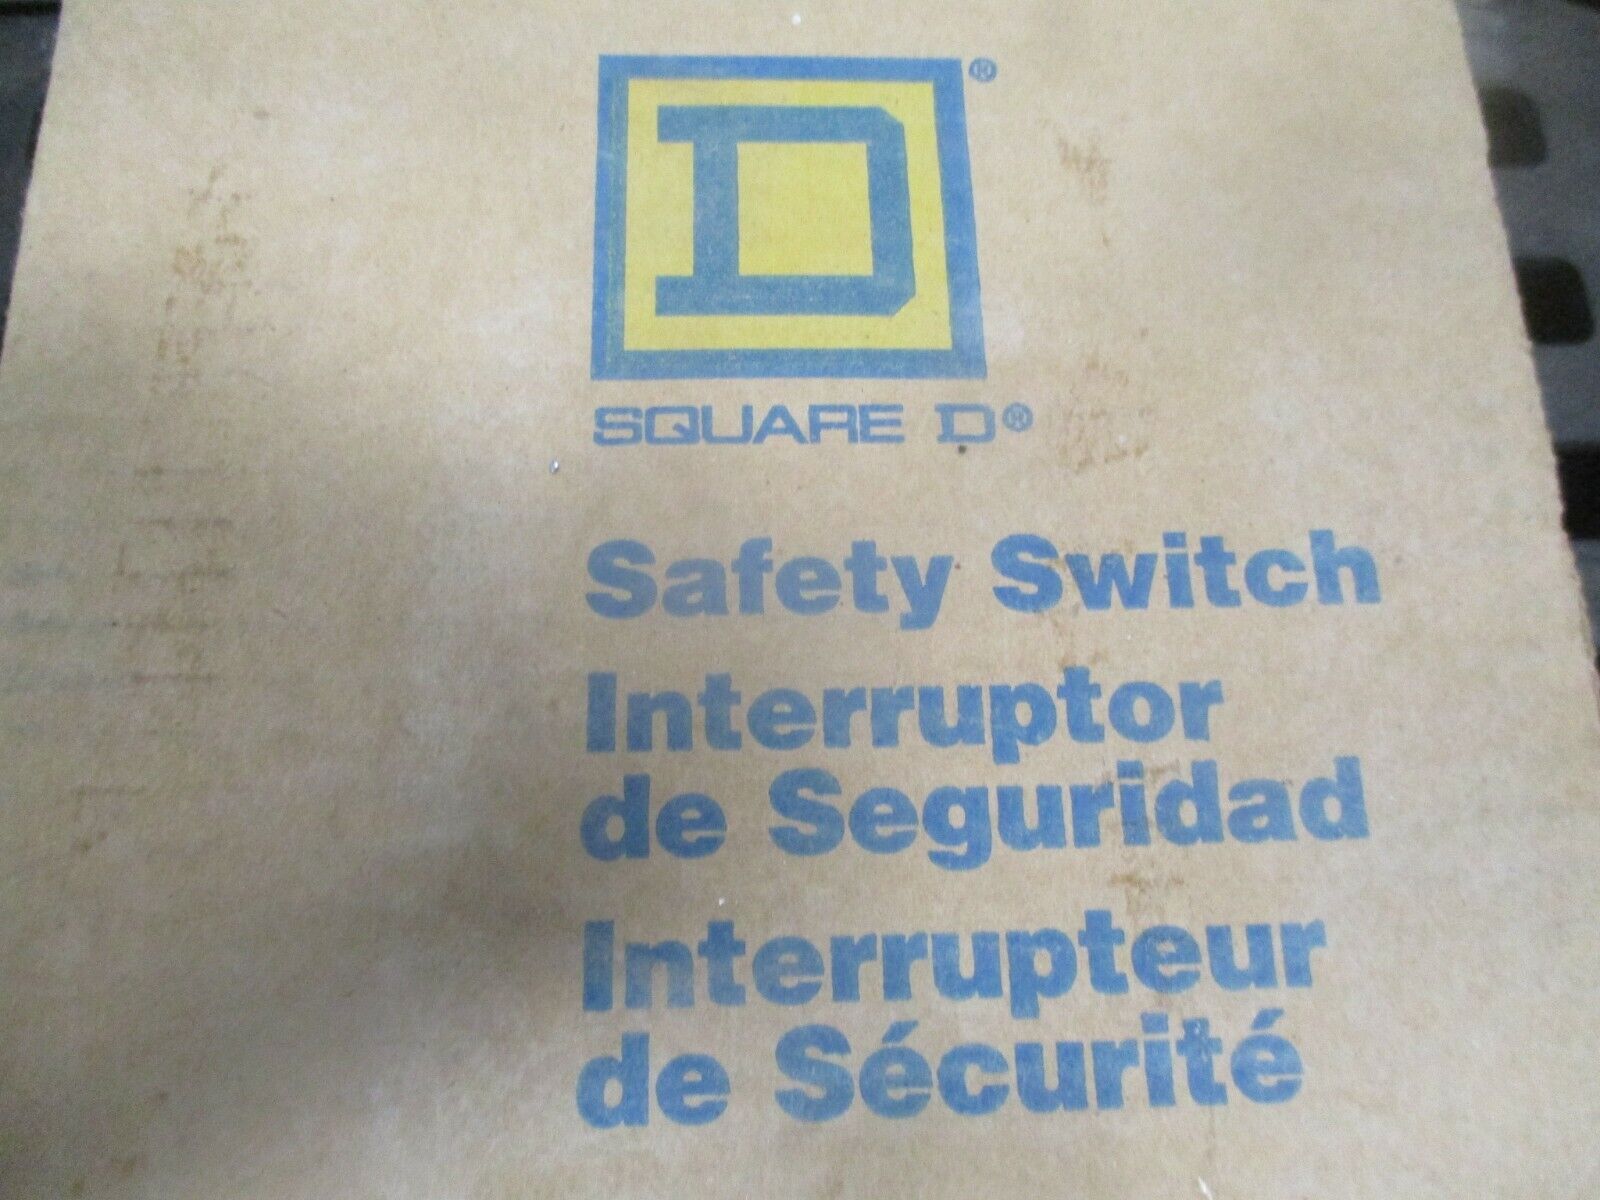 D®
SQUARE D®
Safety Switch
Interruptor
de Seguridad
Interrupteur
de Sécurité